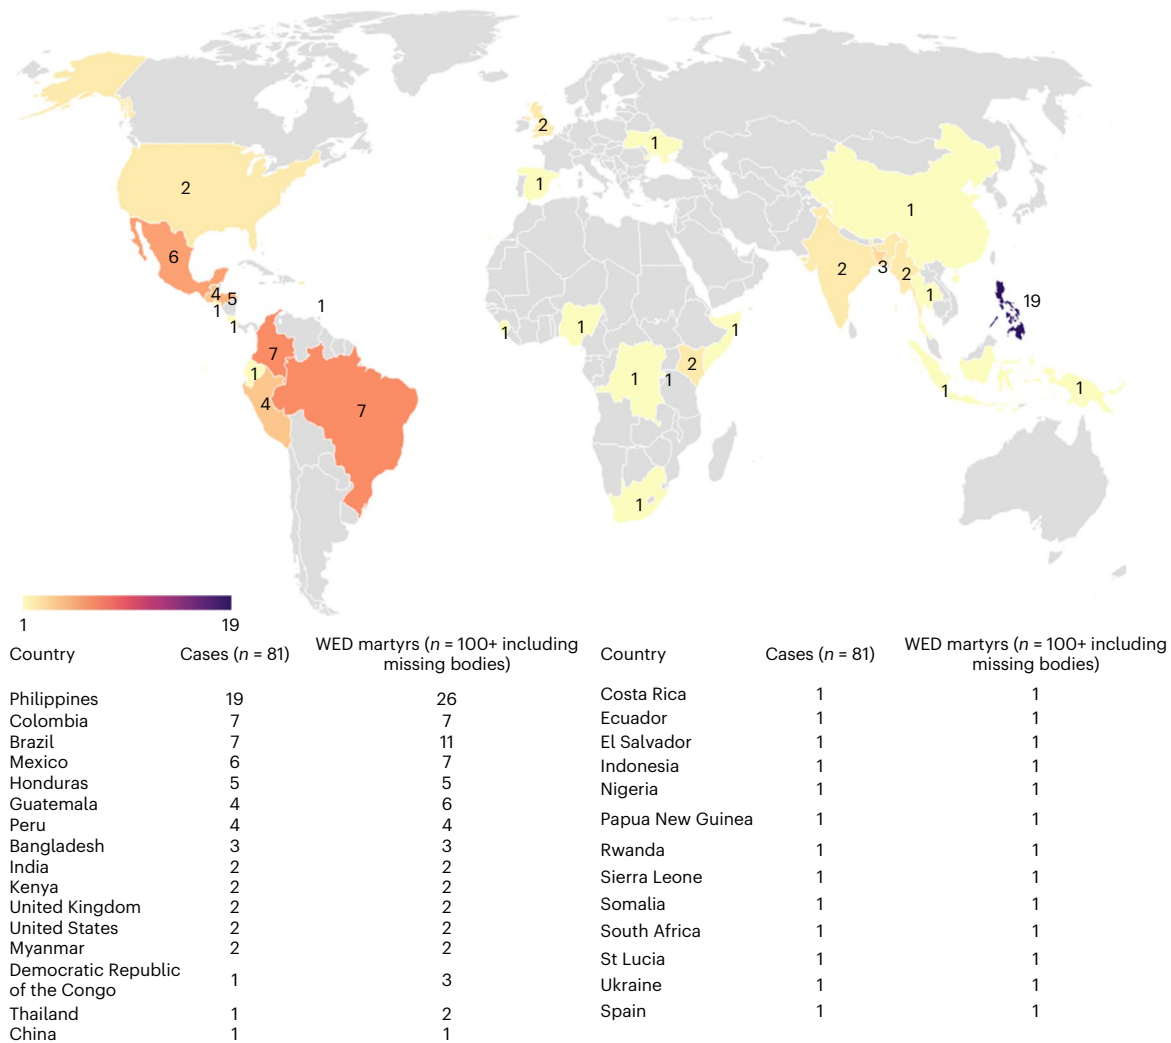 2
1
2
1
1
6
2
3
2
4
5
1
19
1
1
1
1
1
1
1
7
2
1
1
1
1
1
4
7
1
1
19
Country
Cases (n = 81)
WED martyrs (n = 100+ including
missing bodies)
Philippines 19 26
Colombia 7 7
Brazil 7 11
Mexico 6 7
Honduras 5 5
Guatemala 4 6
Peru 4 4
Bangladesh 3 3
India 2 2
Kenya 2 2
United Kingdom 2 2
United States 2 2
Myanmar 2 2
Democratic Republic
of the Congo 1 3
Thailand 1 2
China 1 1
Country
Cases (n = 81)
WED martyrs (n = 100+ including
missing bodies)
Costa Rica 1 1
Ecuador 1 1
El Salvador 1 1
Indonesia 1 1
Nigeria 1 1
Papua New Guinea 1 1
Rwanda 1 1
Sierra Leone 1 1
Somalia 1 1
South Africa 1 1
St Lucia 1 1
Ukraine 1 1
Spain 1 1